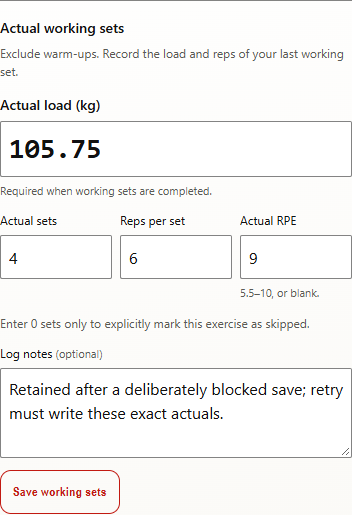 Actual working sets
Exclude warm-ups. Record the load and reps of your last working
set.
Actual load (kg)
105.75
Required when working sets are completed.
Actual sets Reps per set Actual RPE
4 6 9
5.5–10, or blank.
Enter 0 sets only to explicitly mark this exercise as skipped.
Log notes (optional)
Retained after a deliberately blocked save; retry
must write these exact actuals.
Save working sets